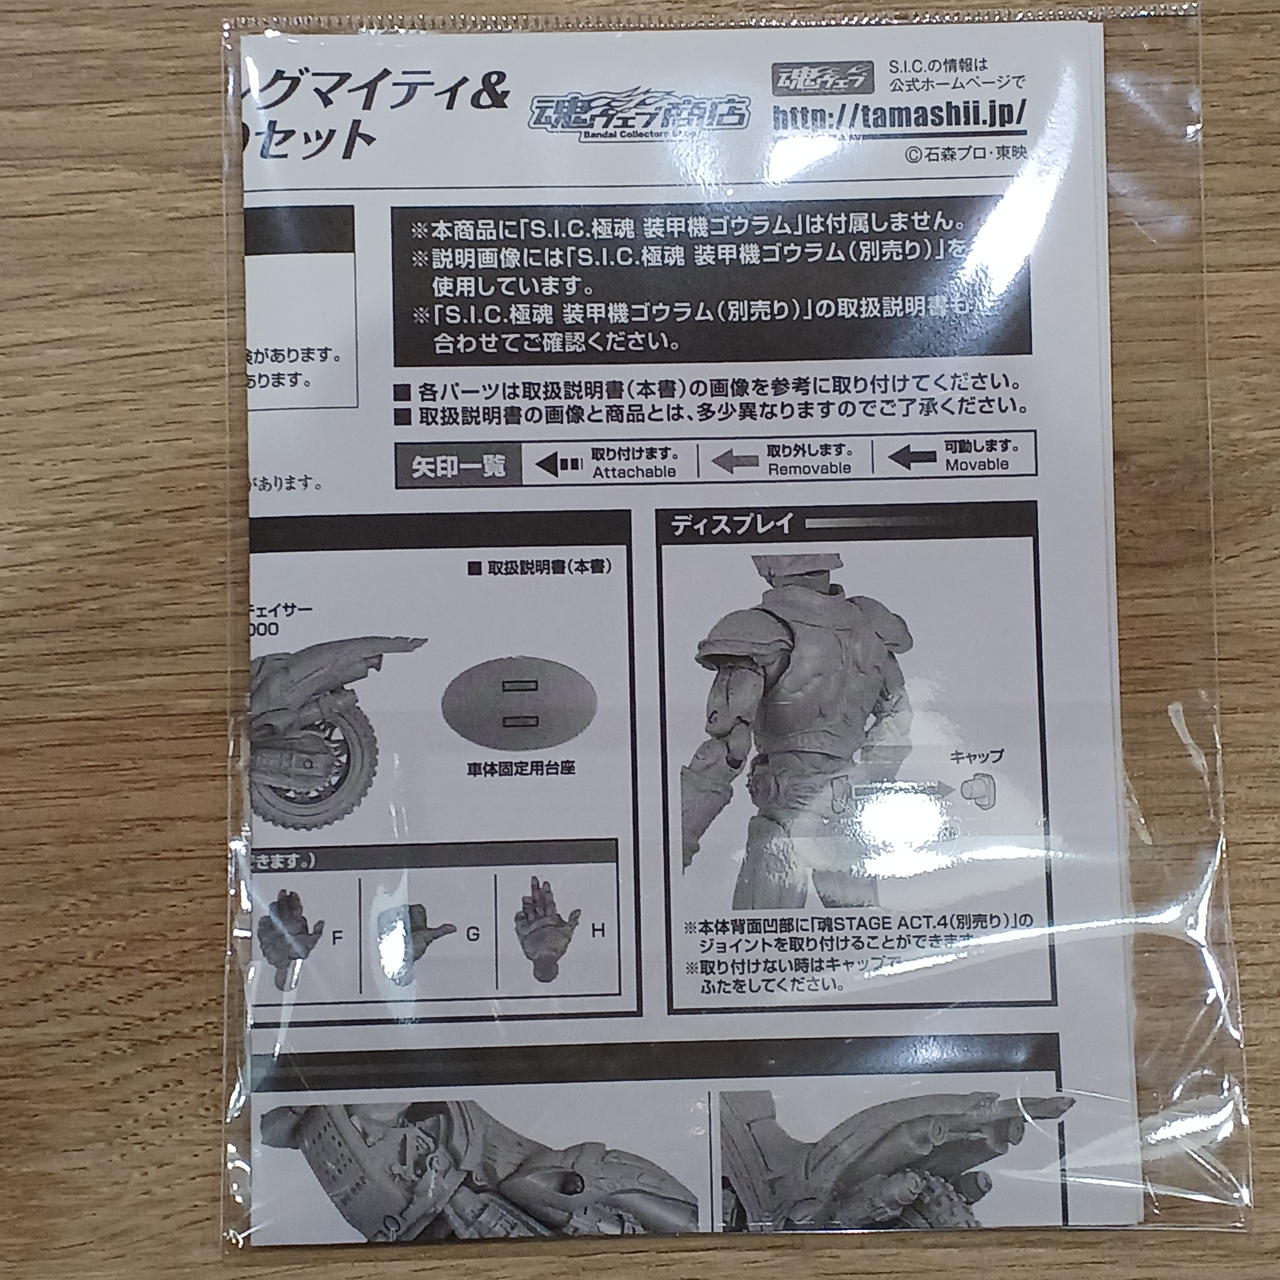 グマイティ&
セット
魂ウェブ商店
Bandai Collectors
魂ウェブ
S.I.C.の情報は
公式ホームページで
http://tamashii.jp/
©石森プロ・東映
※本商品に「S.I.C.極魂 装甲機ゴウラム」は付属しません。
※説明画像には「S.I.C.極魂 装甲機ゴウラム(別売り)」を
使用しています。
※「S.I.C.極魂 装甲機ゴウラム(別売り)」の取扱説明書も
合わせてご確認ください。
があります。
あります。
■ 各パーツは取扱説明書(本書)の画像を参考に取り付けてください。
■ 取扱説明書の画像と商品とは、多少異なりますのでご了承ください。
矢印一覧
取り付けます。
Attachable
取り外します。
Removable
可動します。
Movable
があります。
ディスプレイ
■ 取扱説明書(本書)
チェイサー
000
車体固定用台座
キャップ
きます。)
F
G
H
※本体背面凹部に「魂STAGE ACT.4(別売り)」の
ジョイントを取り付けることができます
※取り付けない時はキャップで
ふたをしてください。